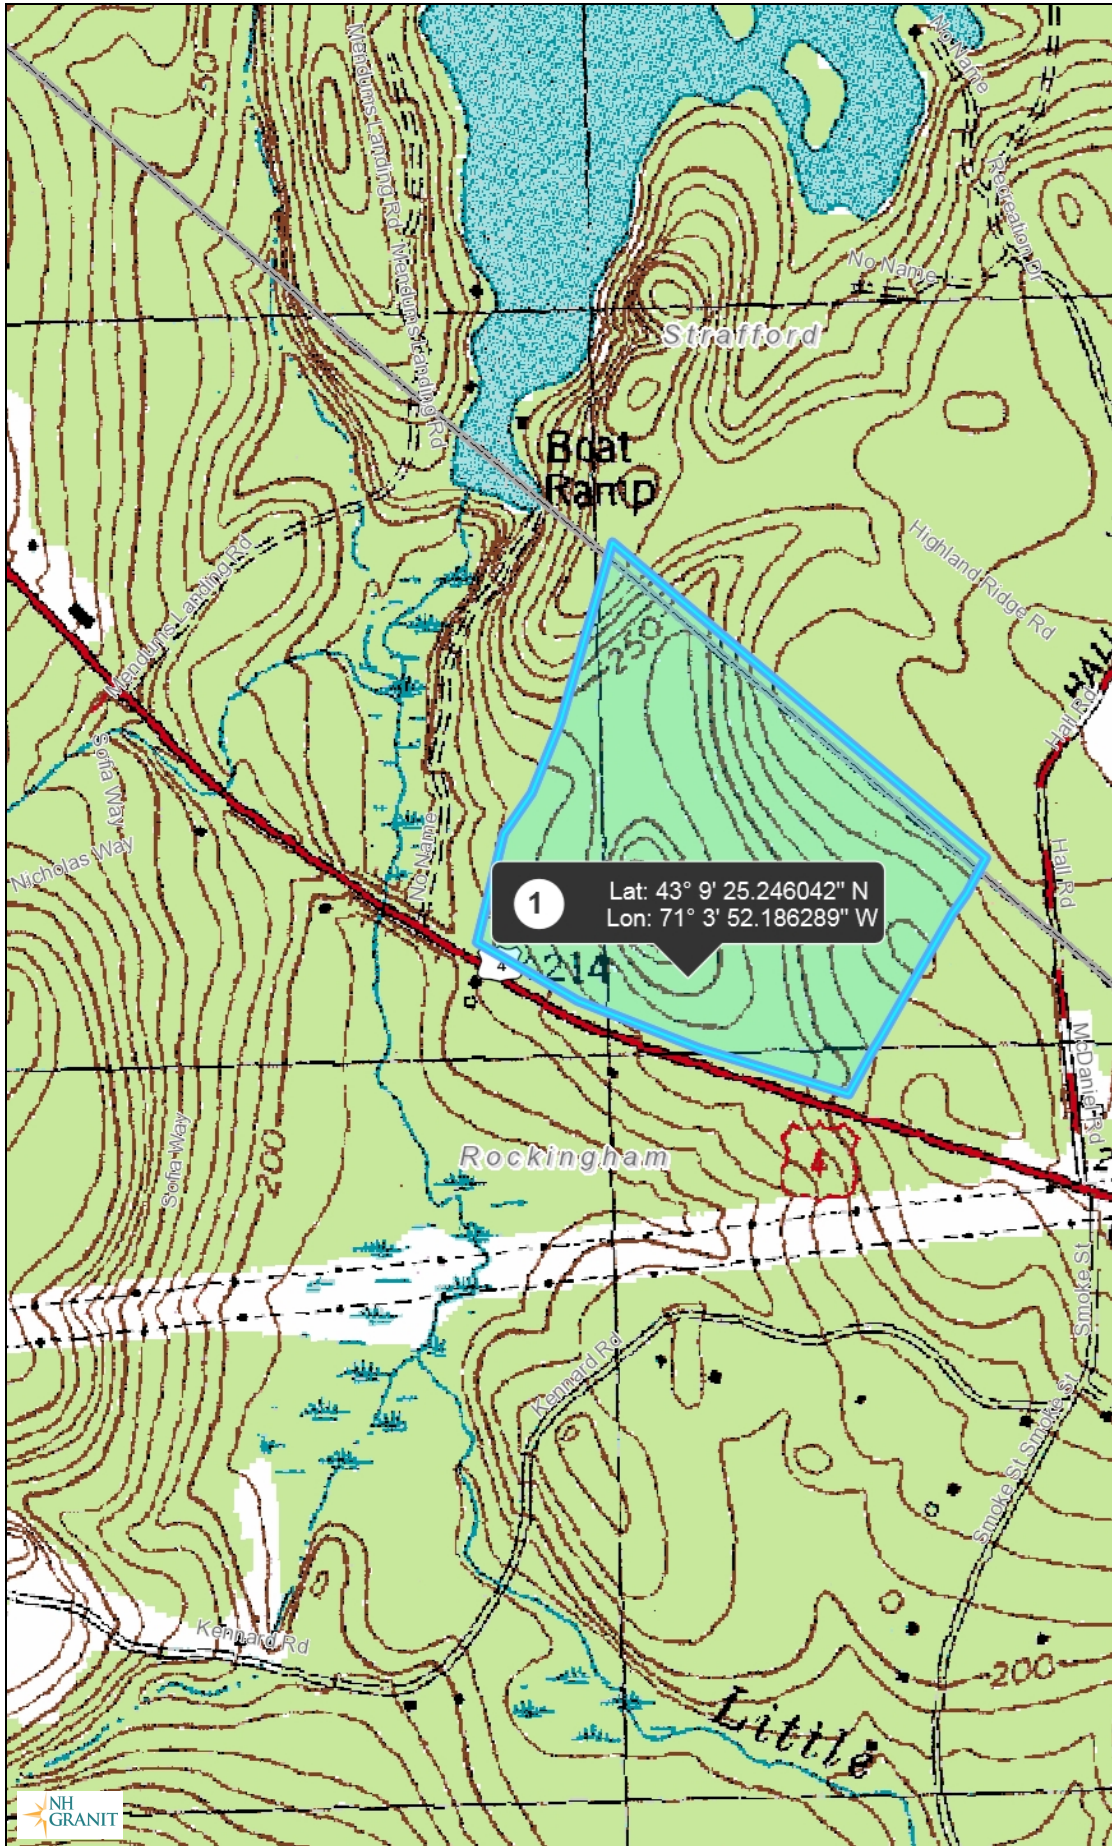 No Name
250
Mendums Landing Rd
Mendums Landing Rd
Recreation Dr
No Name
Strafford
Boat
Ramp
Highland Ridge Rd
Mendums Landing Rd
250
HAL
Hall Rd
Sofia Way
Nicholas Way
No Name
Hall Rd
1
Lat: 43° 9' 25.246042" N
Lon: 71° 3' 52.186289" W
4
214
McDaniel Rd
Sofia Way
200
Rockingham
4
Smoke St
Kennard Rd
Smoke St Smoke St
Kennard Rd
200
Little
NH
GRANIT